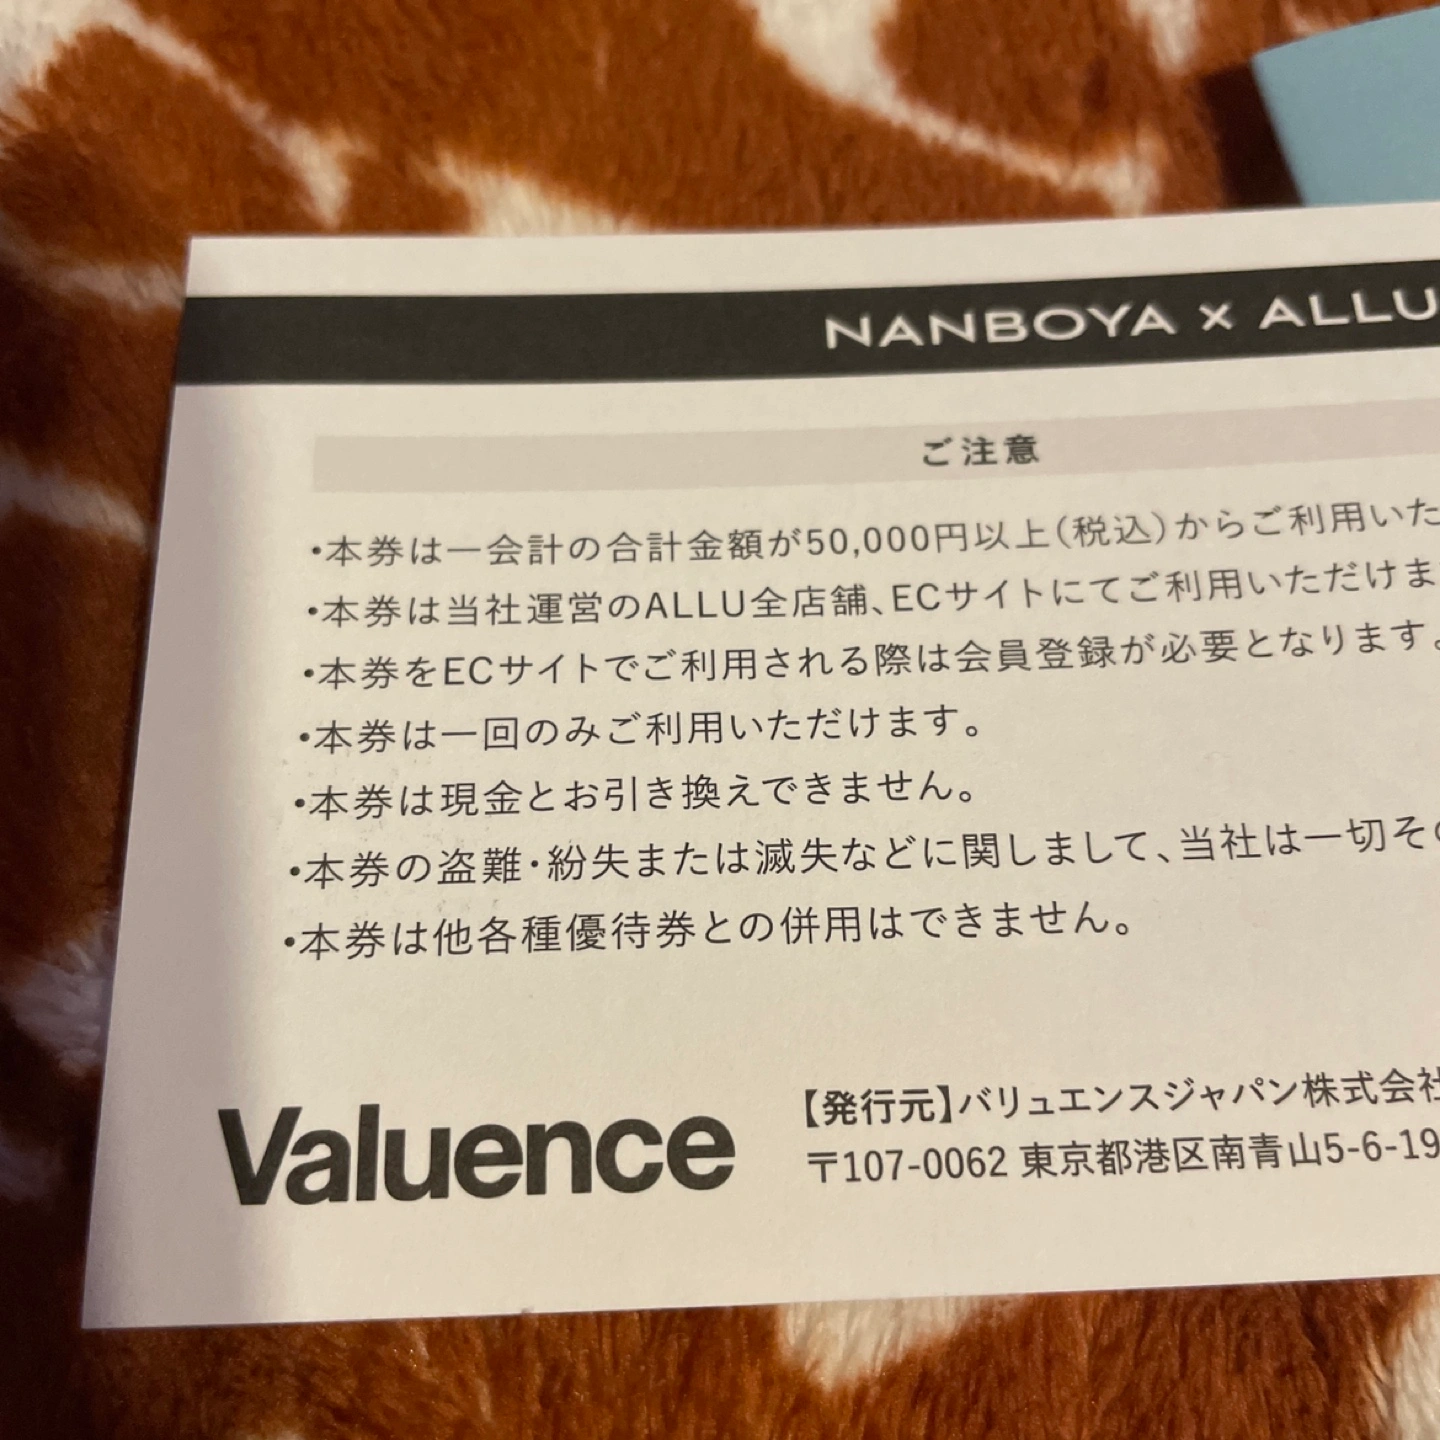 NANBOYA × ALLU
ご注意
・本券は一会計の合計金額が50,000円以上(税込)からご利用いた
・本券は当社運営のALLU全店舗、ECサイトにてご利用いただけま
・本券をECサイトでご利用される際は会員登録が必要となります。
・本券は一回のみご利用いただけます。
・本券は現金とお引き換えできません。
・本券の盗難・紛失または滅失などに関しまして、当社は一切その
・本券は他各種優待券との併用はできません。
Valuence
【発行元】バリュエンスジャパン株式会社
〒107-0062 東京都港区南青山5-6-19